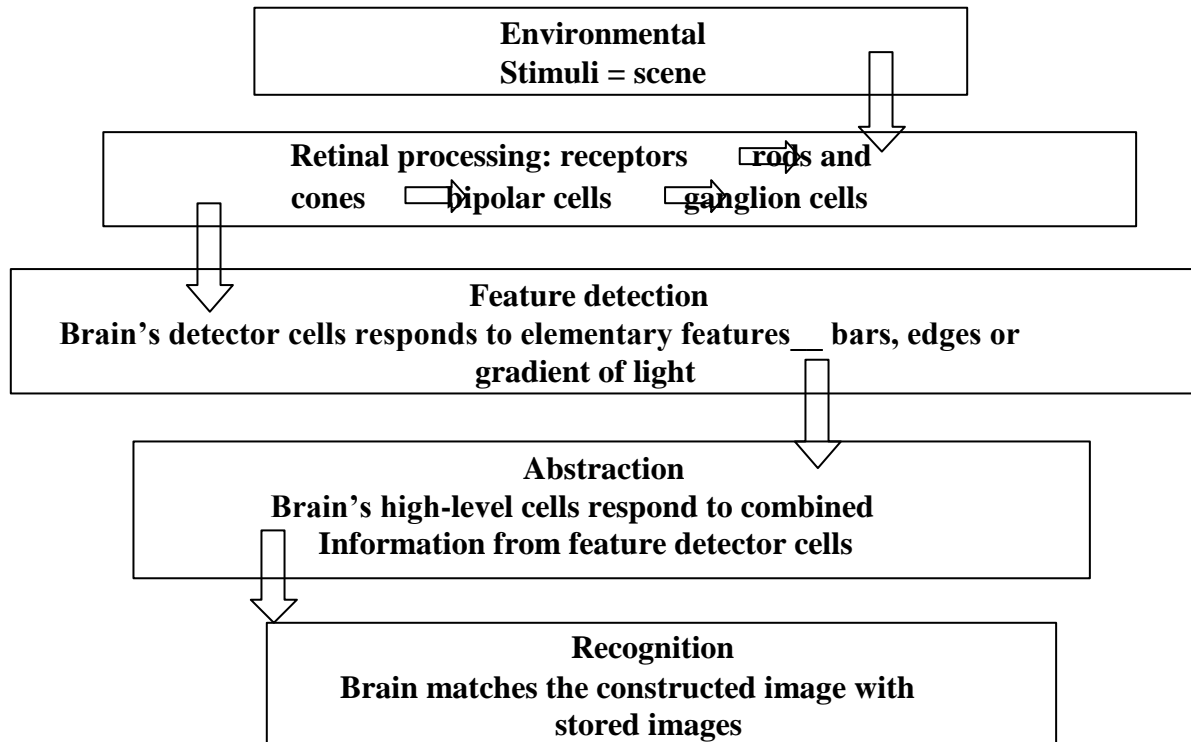 Environmental
Stimuli = scene
Retinal processing: receptors rods and
cones bipolar cells ganglion cells
Feature detection
Brain’s detector cells responds to elementary features__ bars, edges or
gradient of light
Abstraction
Brain’s high-level cells respond to combined
Information from feature detector cells
Recognition
Brain matches the constructed image with
stored images